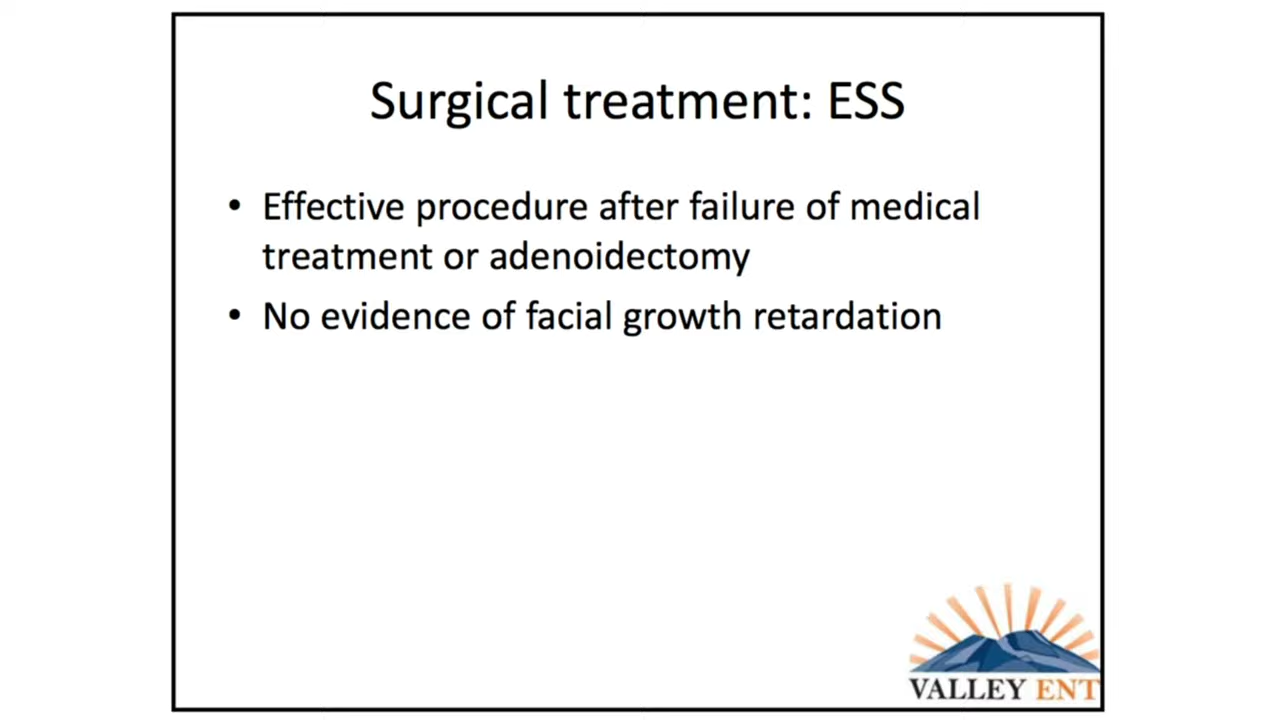 Surgical treatment: ESS
• Effective procedure after failure of medical
treatment or adenoidectomy
• No evidence of facial growth retardation
VALLEY ENT